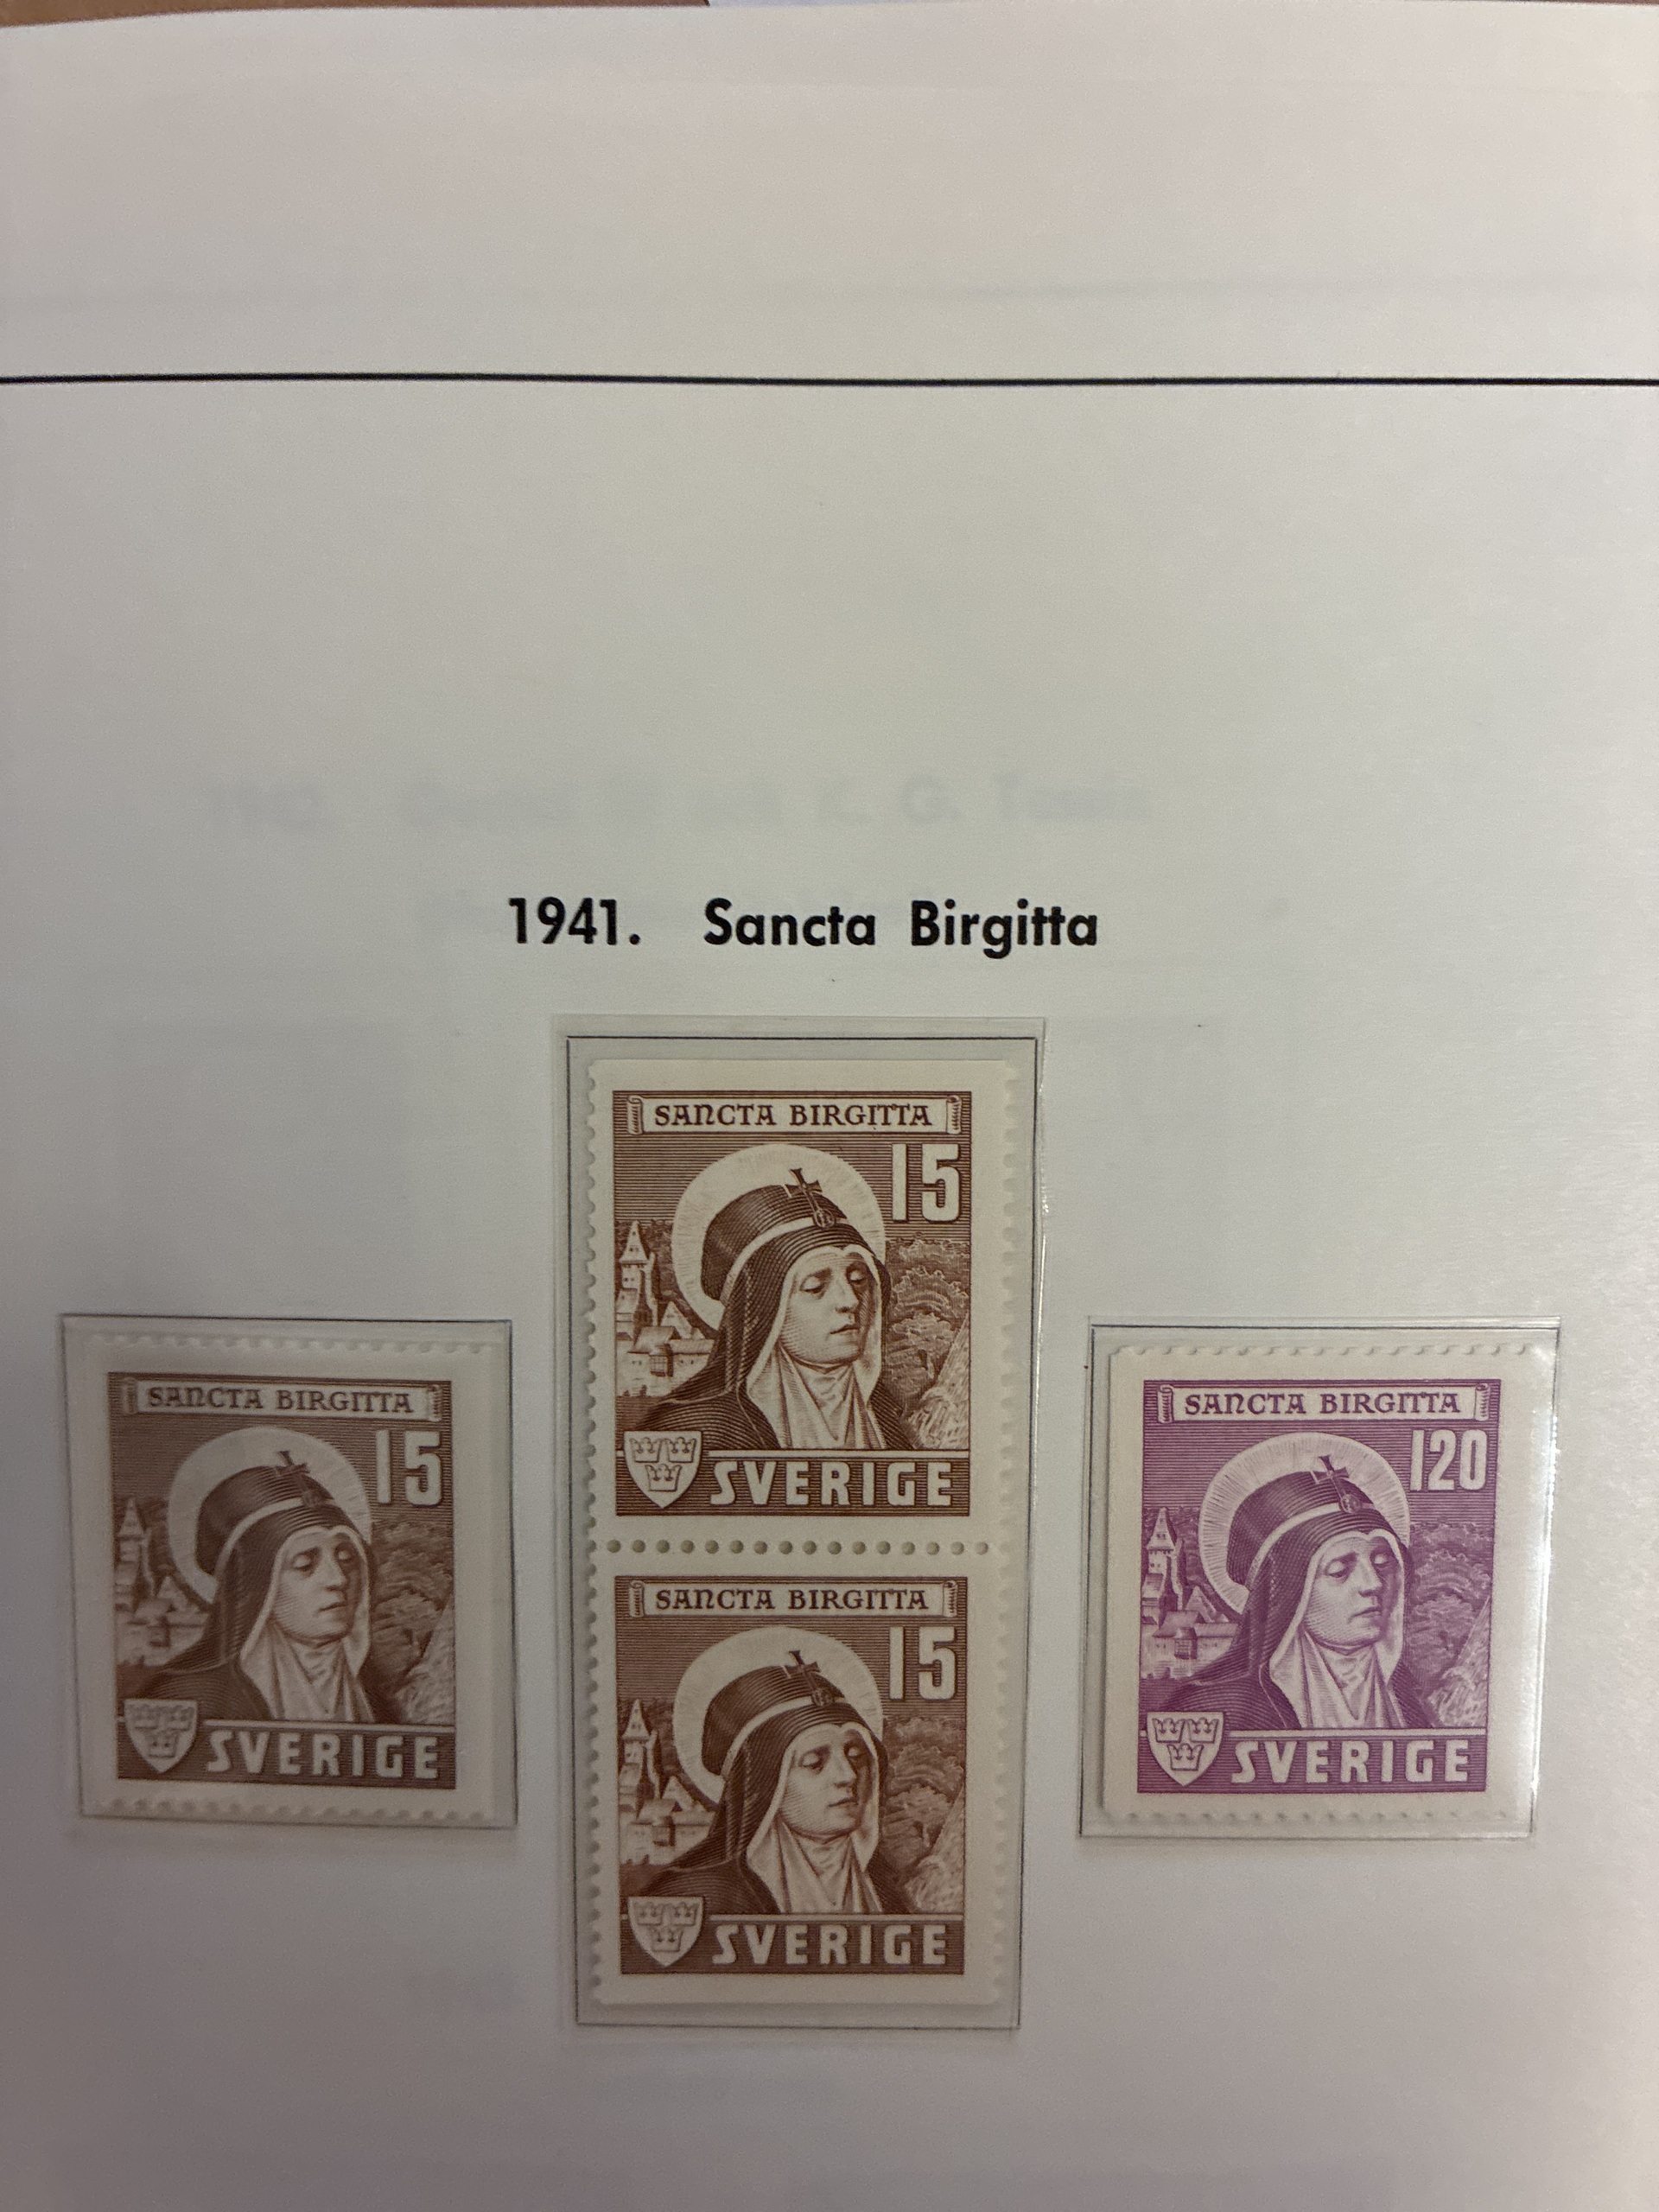 1941. Sancta Birgitta
SANCTA BIRGITTA
15
SVERIGE
SANCTA BIRGITTA
15
SVERIGE
SANCTA BIRGITTA
15
SVERIGE
SANCTA BIRGITTA
120
SVERIGE